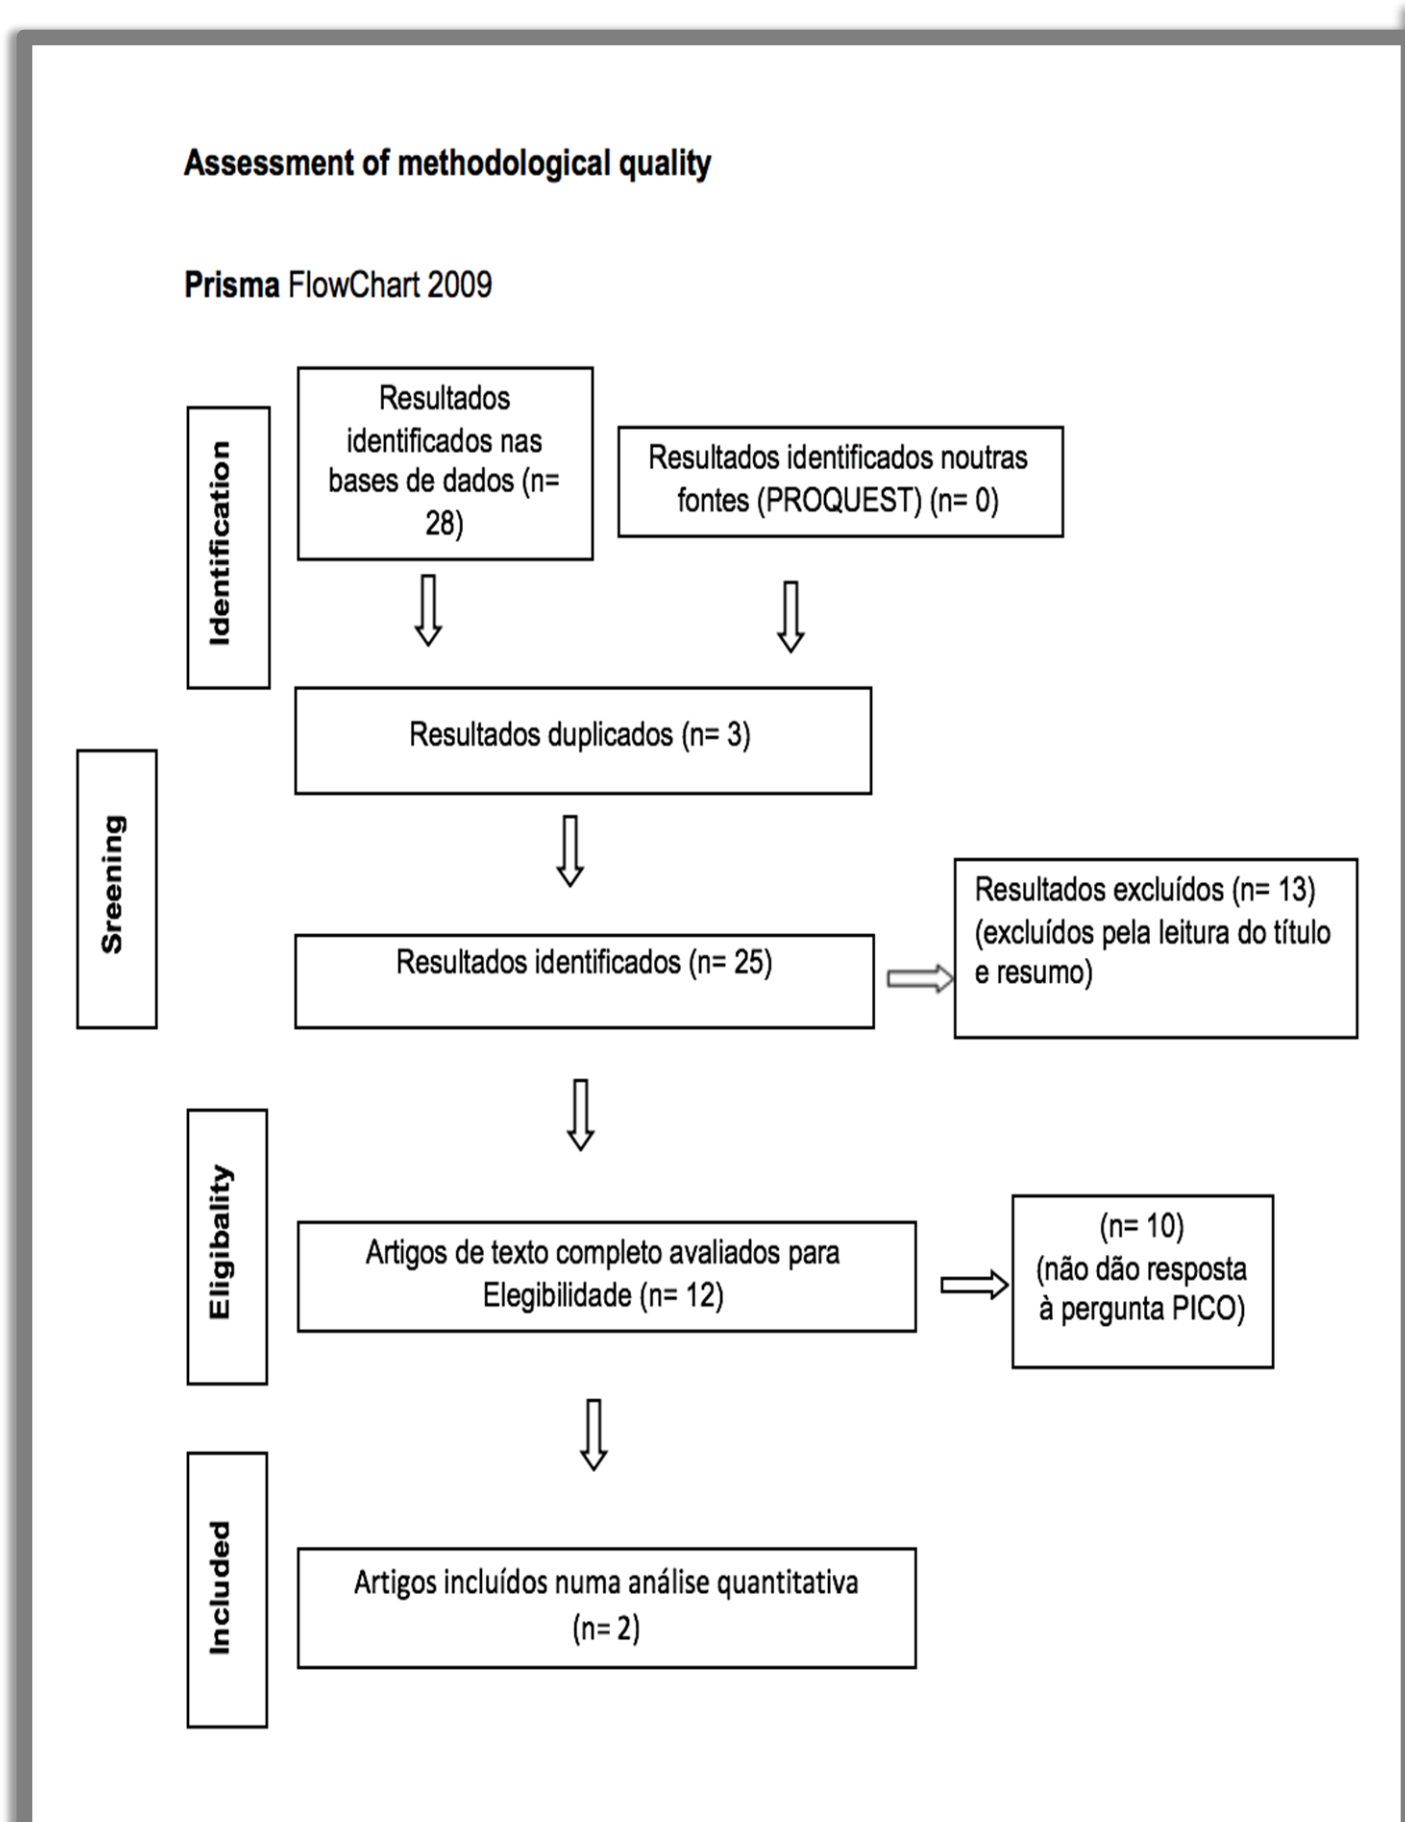 Assessment of methodological quality
Prisma FlowChart 2009
Identification
Resultados
identificados nas
bases de dados (n=
28)
Resultados identificados noutras
fontes (PROQUEST) (n= 0)
Resultados duplicados (n= 3)
Sreening
Resultados identificados (n= 25)
Resultados excluídos (n= 13)
(excluídos pela leitura do título
e resumo)
Eligibality
Artigos de texto completo avaliados para
Elegibilidade (n= 12)
(n= 10)
(não dão resposta
à pergunta PICO)
Included
Artigos incluídos numa análise quantitativa
(n= 2)